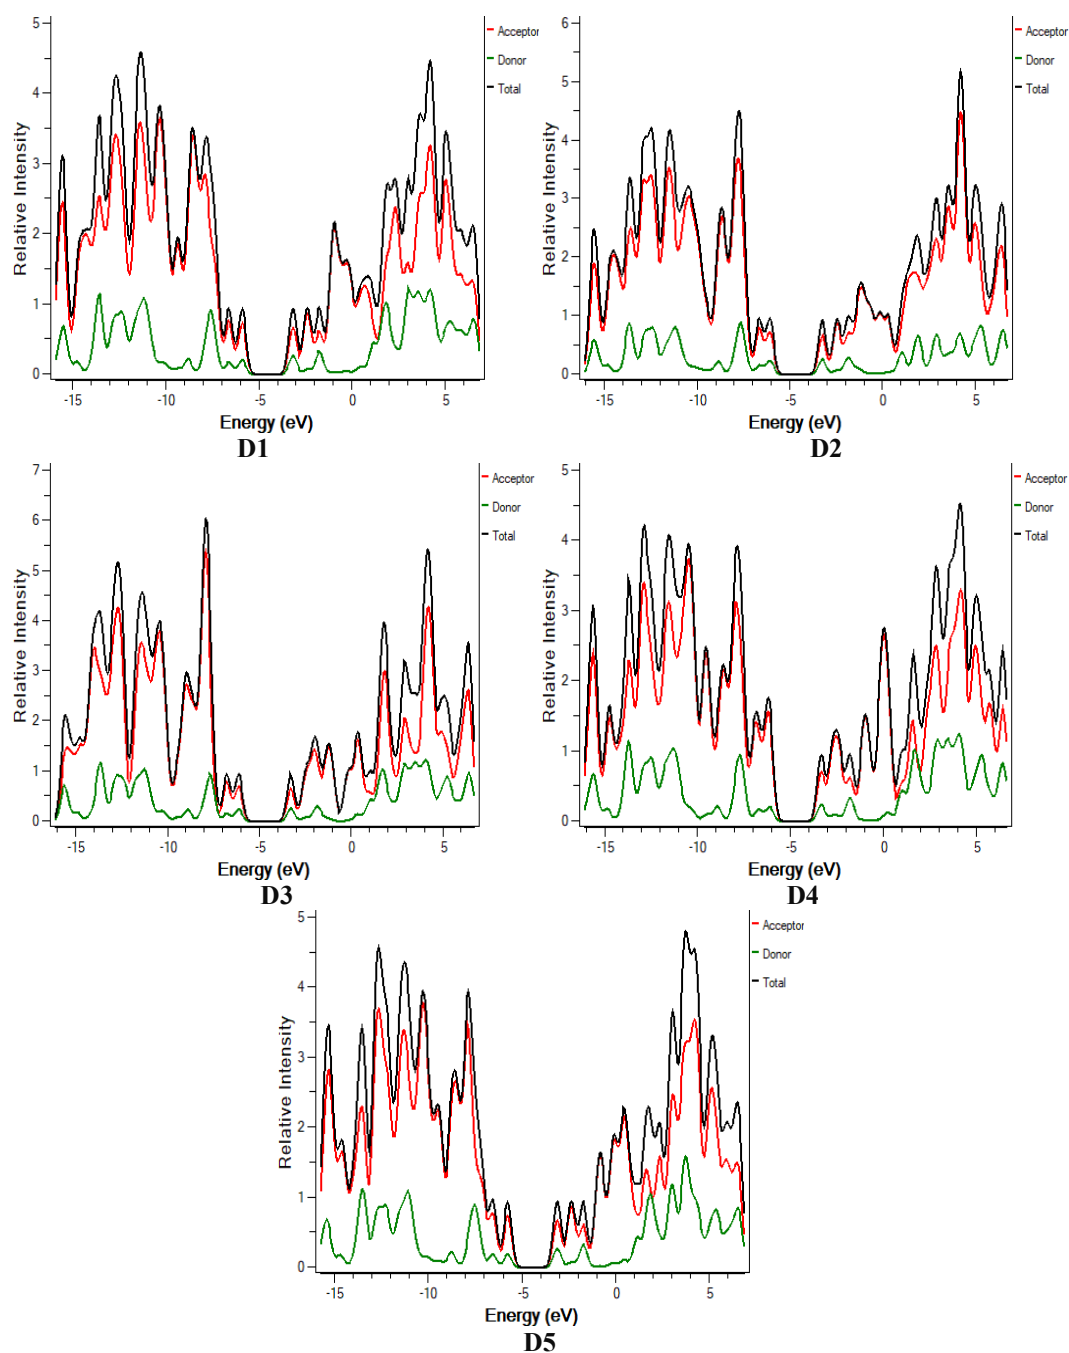 5
4
3
2
1
0
Relative Intensity
-15
-10
-5
0
5
Energy (eV)
Acceptor
Donor
Total
D1
6
6
5
4
3
2
1
0
Relative Intensity
-15
-10
-5
0
5
Energy (eV)
Acceptor
Donor
Total
D2
7
6
5
4
3
2
1
0
Relative Intensity
-15
-10
-5
0
5
Energy (eV)
Acceptor
Donor
Total
D3
5
4
3
2
1
0
Relative Intensity
-15
-10
-5
0
5
Energy (eV)
Acceptor
Donor
Total
D4
5
4
3
2
1
0
Relative Intensity
-15
-10
-5
0
5
Energy (eV)
Acceptor
Donor
Total
D5